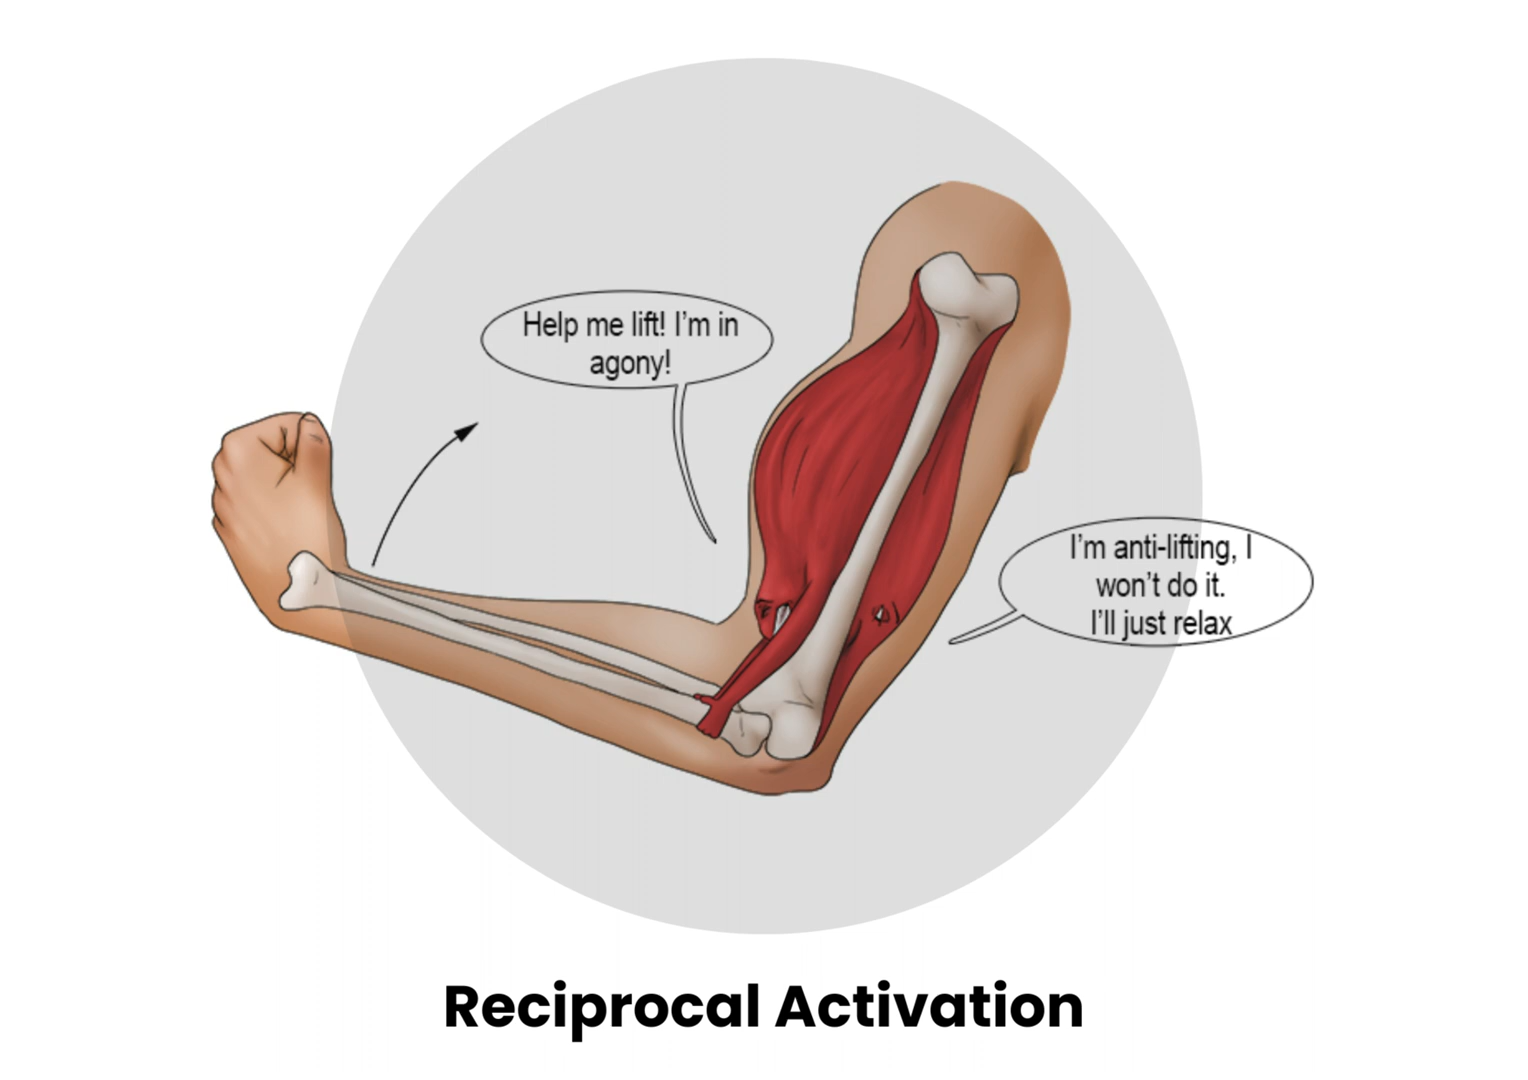 Help me lift! I'm in
agony!
I'm anti-lifting, I
won't do it.
I'll just relax
Reciprocal Activation